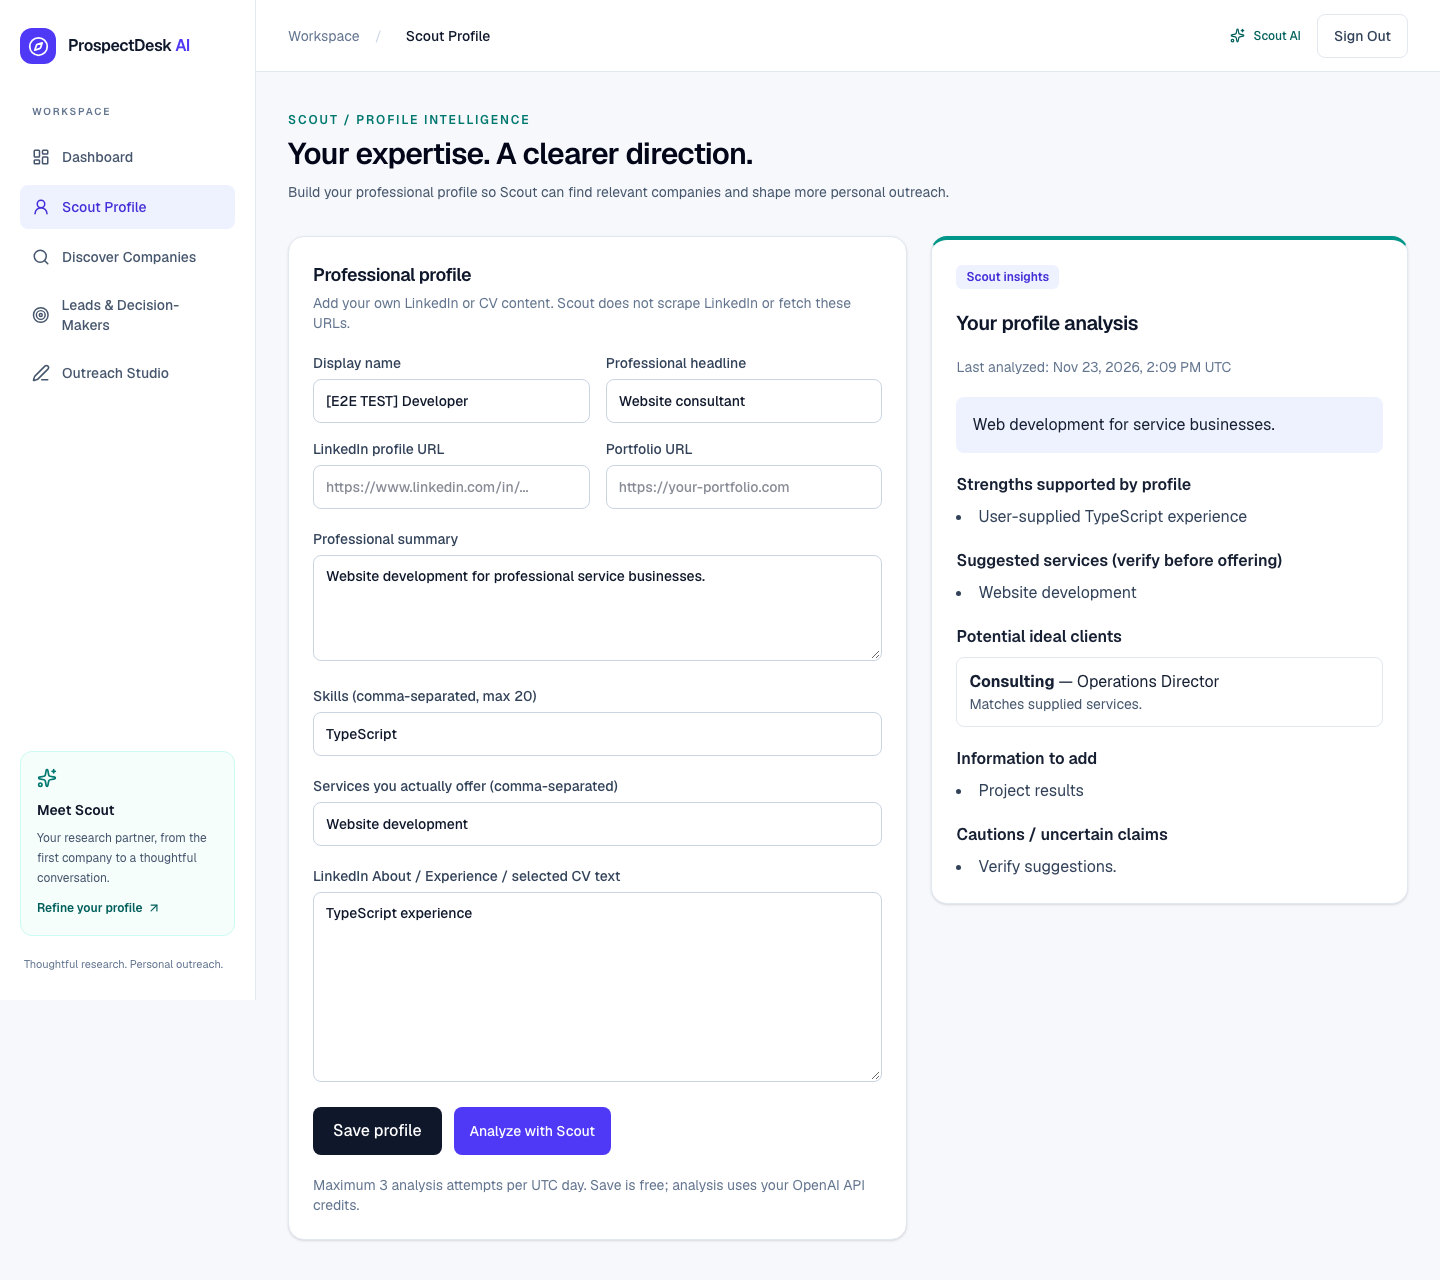 ProspectDesk AI
WORKSPACE
Dashboard
Scout Profile
Discover Companies
Leads & Decision-
Makers
Outreach Studio
Meet Scout
Your research partner, from the
first company to a thoughtful
conversation.
Refine your profile
Thoughtful research. Personal outreach.
Workspace / Scout Profile
Scout AI
Sign Out
SCOUT / PROFILE INTELLIGENCE
Your expertise. A clearer direction.
Build your professional profile so Scout can find relevant companies and shape more personal outreach.
Professional profile
Add your own LinkedIn or CV content. Scout does not scrape LinkedIn or fetch these
URLs.
Display name
[E2E TEST] Developer
Professional headline
Website consultant
LinkedIn profile URL
https://www.linkedin.com/in/...
Portfolio URL
https://your-portfolio.com
Professional summary
Website development for professional service businesses.
Skills (comma-separated, max 20)
TypeScript
Services you actually offer (comma-separated)
Website development
LinkedIn About / Experience / selected CV text
TypeScript experience
Save profile
Analyze with Scout
Maximum 3 analysis attempts per UTC day. Save is free; analysis uses your OpenAI API
credits.
Scout insights
Your profile analysis
Last analyzed: Nov 23, 2026, 2:09 PM UTC
Web development for service businesses.
Strengths supported by profile
• User-supplied TypeScript experience
Suggested services (verify before offering)
• Website development
Potential ideal clients
Consulting — Operations Director
Matches supplied services.
Information to add
• Project results
Cautions / uncertain claims
• Verify suggestions.